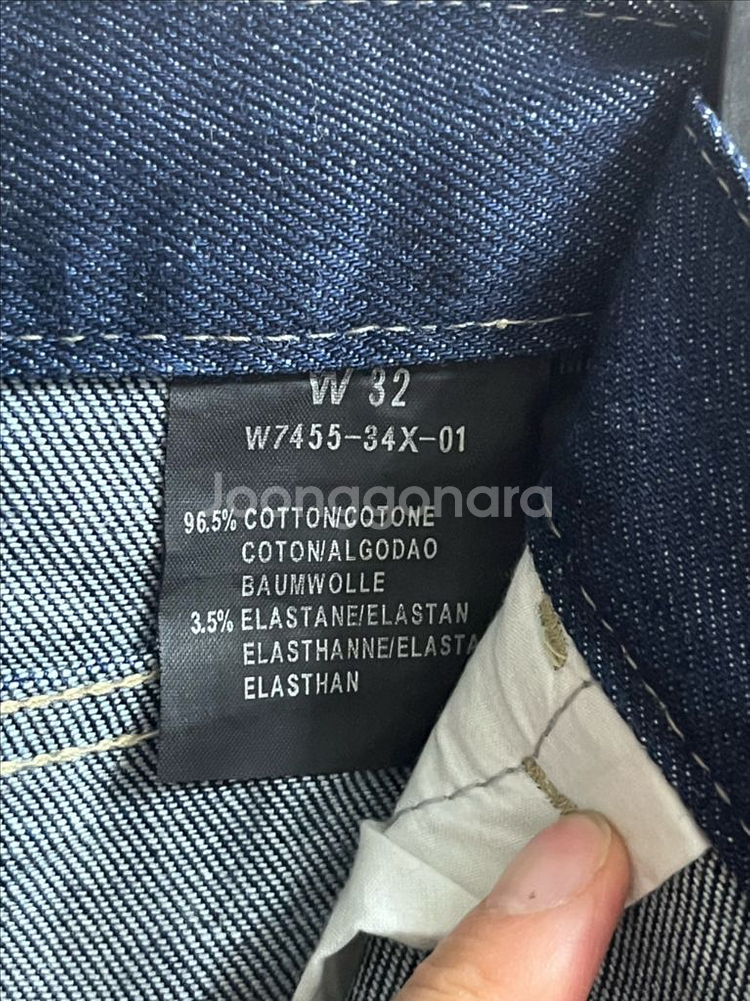 W 32
W7455-34X-01
Joonggonara
96.5% COTTON/COTONE
COTON/ALGODAO
BAUMWOLLE
3.5% ELASTANE/ELASTAN
ELASTHANNE/ELASTA
ELASTHAN